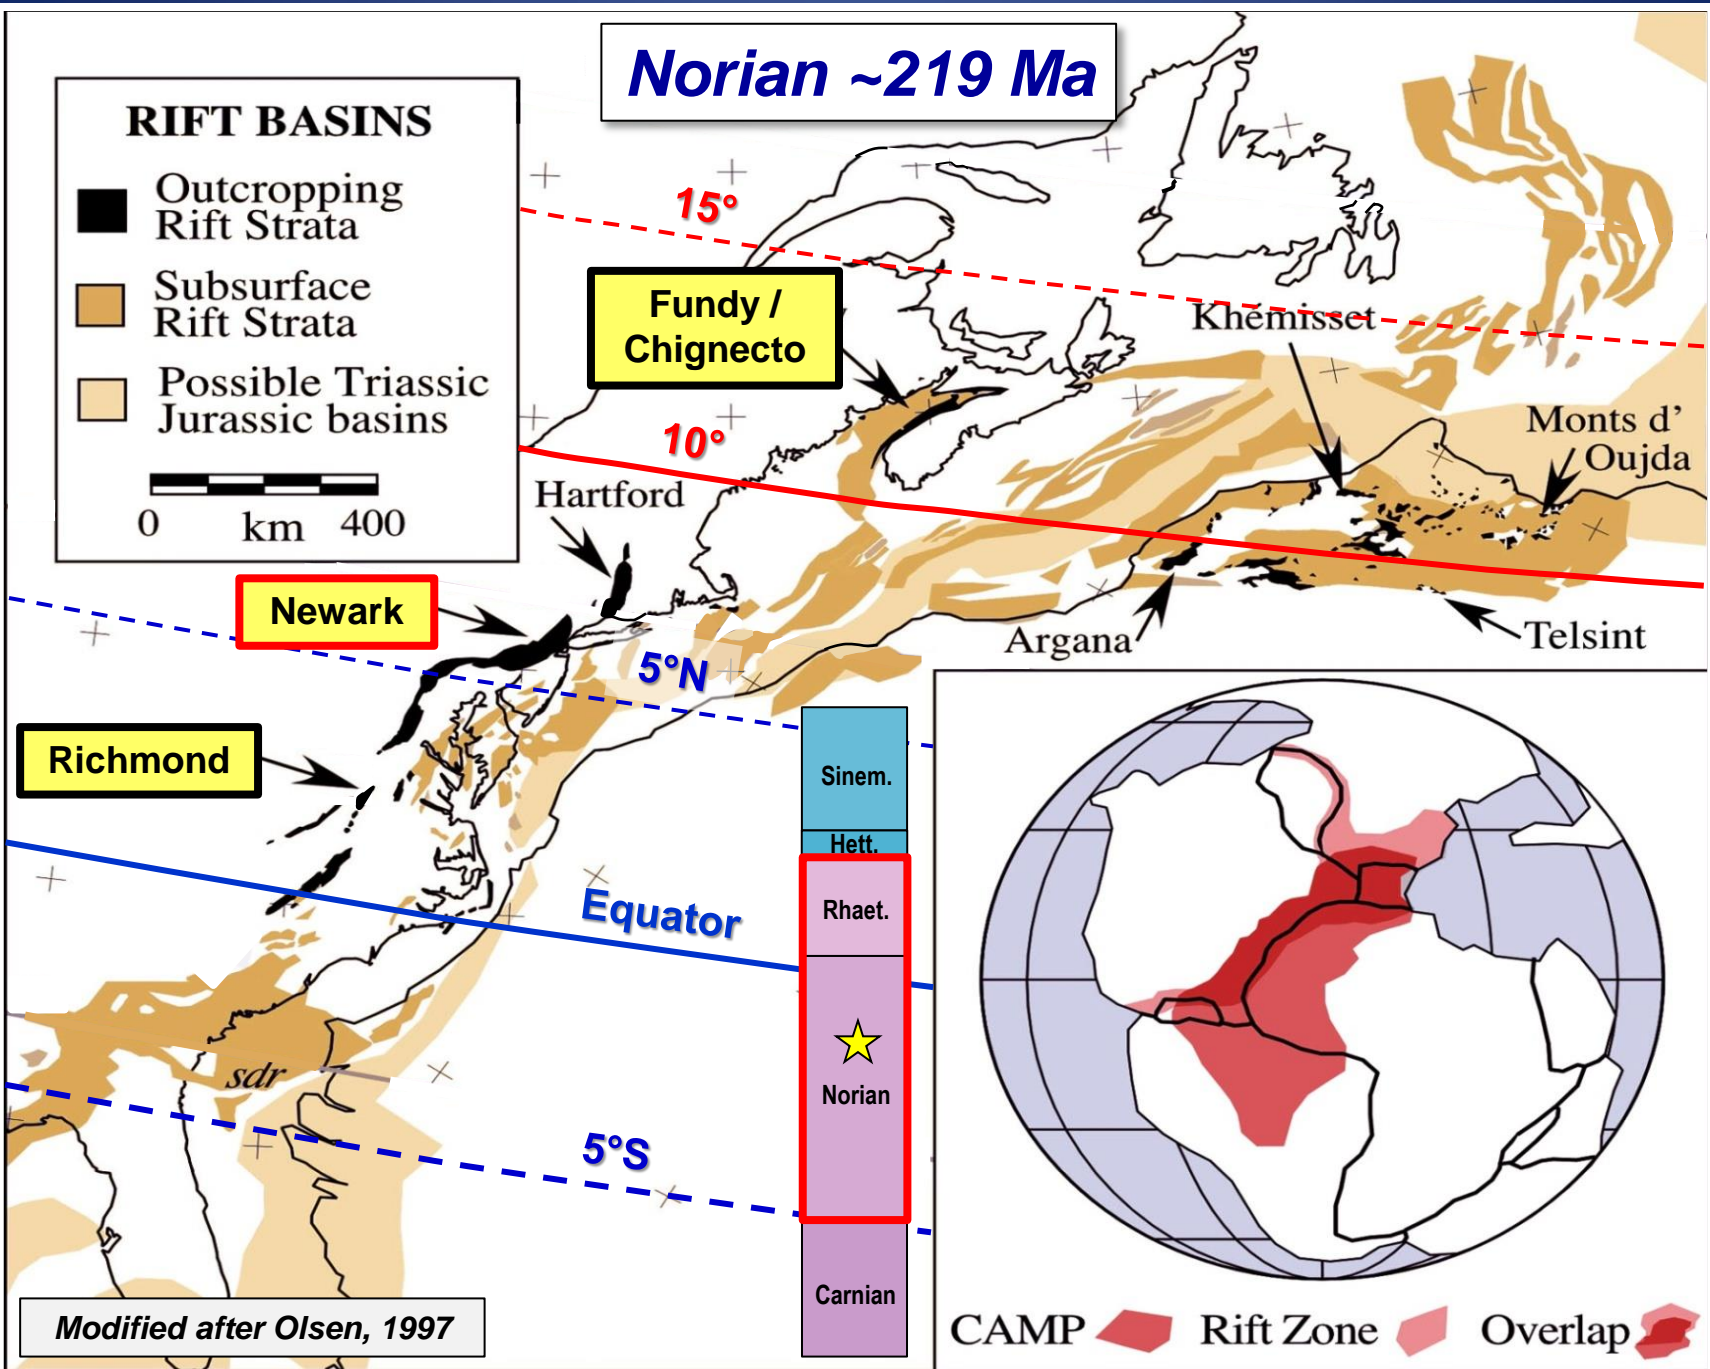 Norian ~219 Ma
RIFT BASINS
Outcropping
Rift Strata
Subsurface
Rift Strata
Possible Triassic
Jurassic basins
0 km 400
15°
Fundy /
Chignecto
Khémisset
10°
Monts d'
Oujda
Hartford
Newark
Argana
Telsint
5°N
Richmond
Sinem.
Hett.
Rhaet.
Equator
Norian
sdr
5°S
Carnian
Modified after Olsen, 1997
CAMP Rift Zone Overlap